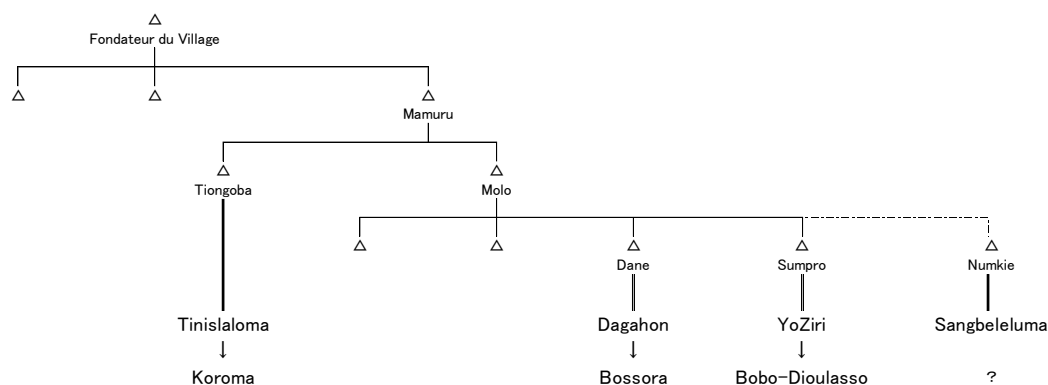 Fondateur du Village
Mamuru
Tiongoba
Molo
Dane
Sumpro
Numkie
Tinislaloma
Dagahon
YoZiri
Sangbeleluma
↓
↓
↓
Koroma
Bossora
Bobo-Dioulasso
?